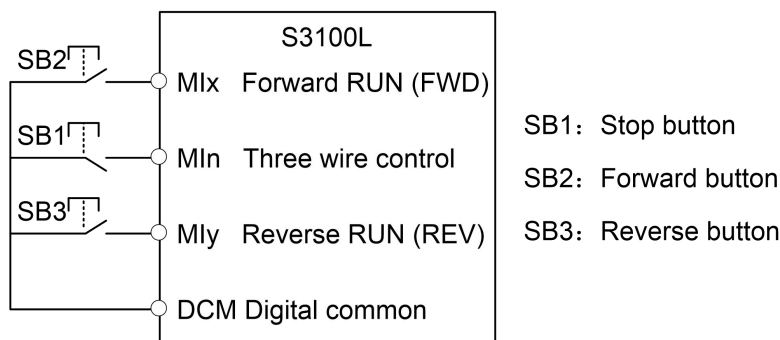 S3100L
SB2
MIx Forward RUN (FWD)
SB1
MIn Three wire control
SB3
MIy Reverse RUN (REV)
DCM Digital common
SB1： Stop button
SB2： Forward button
SB3： Reverse button